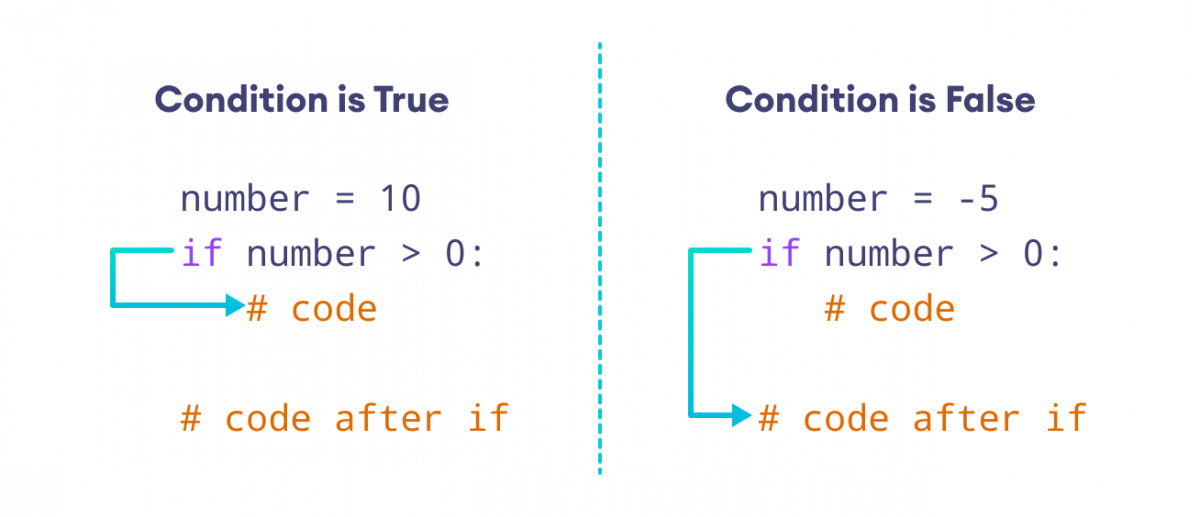 Condition is True
number = 10
if number > 0:
    # code
# code after if
Condition is False
number = -5
if number > 0:
    # code
# code after if